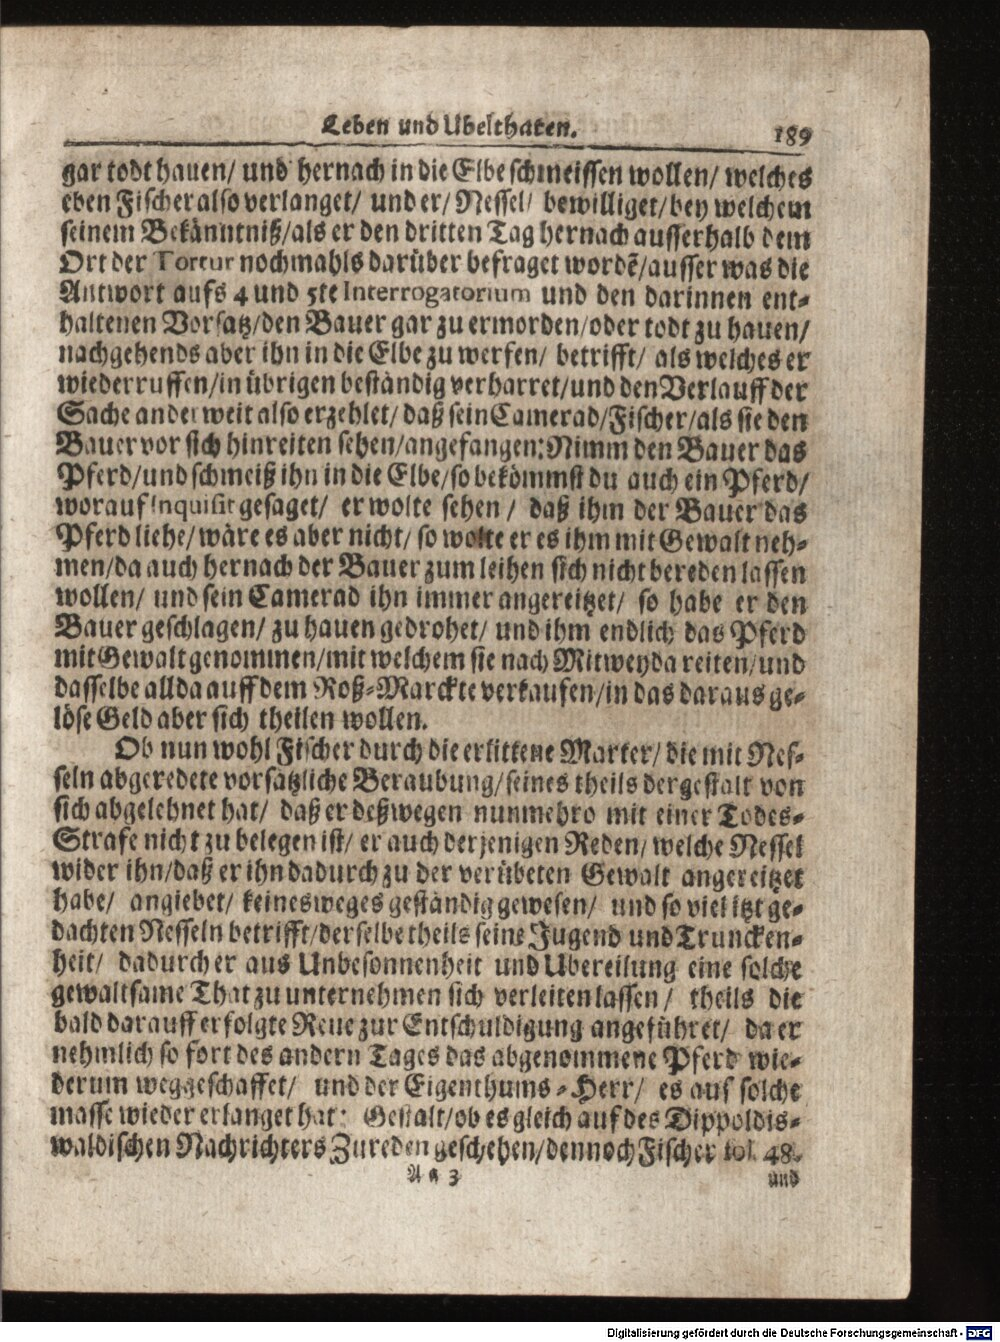 Leben und Ubelthaten. 189
gar todt hauen/ und hernach in die Elbe schmeissen wollen/ welches
eben Fischer also verlanget/ und er/ Nessel/ bewilliget/ bey welchem
seinem Bekänntniß/ als er den dritten Tag hernach ausserhalb dem
Ort der Tortur nochmahls darüber befraget wordẽ/ ausser was die
Antwort aufs 4 und 5te Interrogatorium und den darinnen ent-
haltenen Vorsatz/ den Bauer gar zu ermorden/ oder todt zu hauen/
nachgehends aber ihn in die Elbe zu werfen/ betrifft/ als welches er
wiederruffen/ in übrigen beständig verharret/ und den Verlauff der
Sache anderweit also erzehlet/ daß sein Camerad/ Fischer/ als sie den
Bauer vor sich hinreiten sehen/ angefangen: Nimm den Bauer das
Pferd/ und schmeiß ihn in die Elbe/ so bekömmst du auch ein Pferd/
worauf Inquisit gesaget/ er wolte sehen/ daß ihm der Bauer das
Pferd liehe/ wäre es aber nicht/ so wolte er es ihm mit Gewalt neh-
men/ da auch hernach der Bauer zum leihen sich nicht bereden lassen
wollen/ und sein Camerad ihn immer angereitzet/ so habe er den
Bauer geschlagen/ zu hauen gedrohet/ und ihm endlich das Pferd
mit Gewalt genommen/ mit welchem sie nach Mitweyda reiten/ und
dasselbe allda auff dem Roß-Marckte verkaufen/ in das daraus ge-
löse Geld aber sich theilen wollen.
Ob nun wohl Fischer durch die erlittene Marter/ die mit Nes-
seln abgeredete vorsätzliche Beraubung/ seines theils dergestalt von
sich abgelehnet hat/ daß er deßwegen nunmehro mit einer Todes-
Strafe nicht zu belegen ist/ er auch derjenigen Reden/ welche Nessel
wider ihn/ daß er ihn dadurch zu der verübeten Gewalt angereitzet
habe/ angiebet/ keinesweges geständig gewesen/ und so viel itzt ge-
dachten Nesseln betrifft/ derselbe theils seine Jugend und Truncken-
heit/ dadurch er aus Unbesonnenheit und Ubereilung eine solche
gewaltsame That zu unternehmen sich verleiten lassen/ theils die
bald darauff erfolgte Reue zur Entschuldigung angeführet/ da er
nehmlich so fort des andern Tages das abgenommene Pferd wie-
derum weggeschaffet/ und der Eigenthums-Herr/ es auf solche
masse wieder erlanget hat: Gestalt/ ob es gleich auf des Dippoldis-
waldischen Nachrichters Zureden geschehen/ dennoch Fischer fol. 48.
Aa 3 und
Digitalisierung gefördert durch die Deutsche Forschungsgemeinschaft - DFG